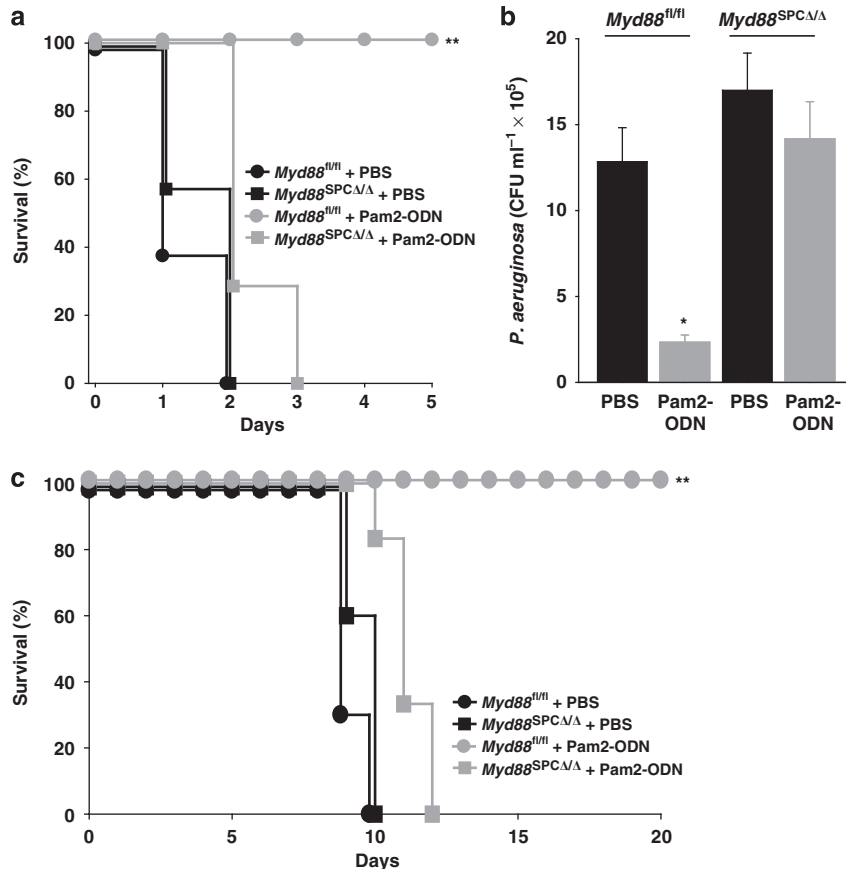 a
100
80
60
40
20
0
Survival (%)
0 1 2 3 4 5
Days
**
Myd88fl/fl + PBS
Myd88SPCΔ/Δ + PBS
Myd88fl/fl + Pam2-ODN
Myd88SPCΔ/Δ + Pam2-ODN
b
Myd88fl/fl Myd88SPCΔ/Δ
20
15
10
5
0
P. aeruginosa (CFU ml−1 × 105)
*
PBS Pam2-ODN PBS Pam2-ODN
c
100
80
60
40
20
0
Survival (%)
0 5 10 15 20
Days
**
Myd88fl/fl + PBS
Myd88SPCΔ/Δ + PBS
Myd88fl/fl + Pam2-ODN
Myd88SPCΔ/Δ + Pam2-ODN